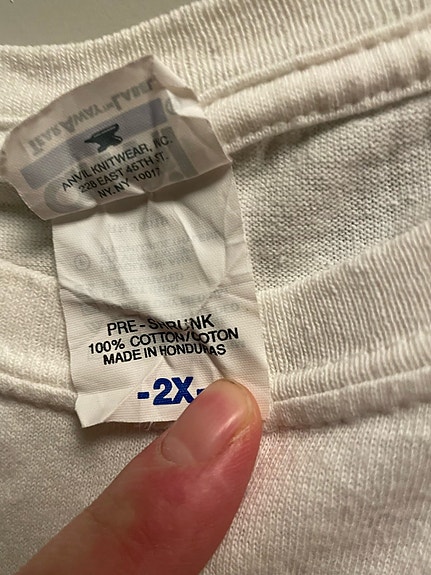 TEARAWAY™LABEL
ANVIL KNITWEAR, INC.
228 EAST 45TH ST.
NY. NY 10017
PRE-SHRUNK
100% COTTON/COTON
MADE IN HONDURAS
-2X-